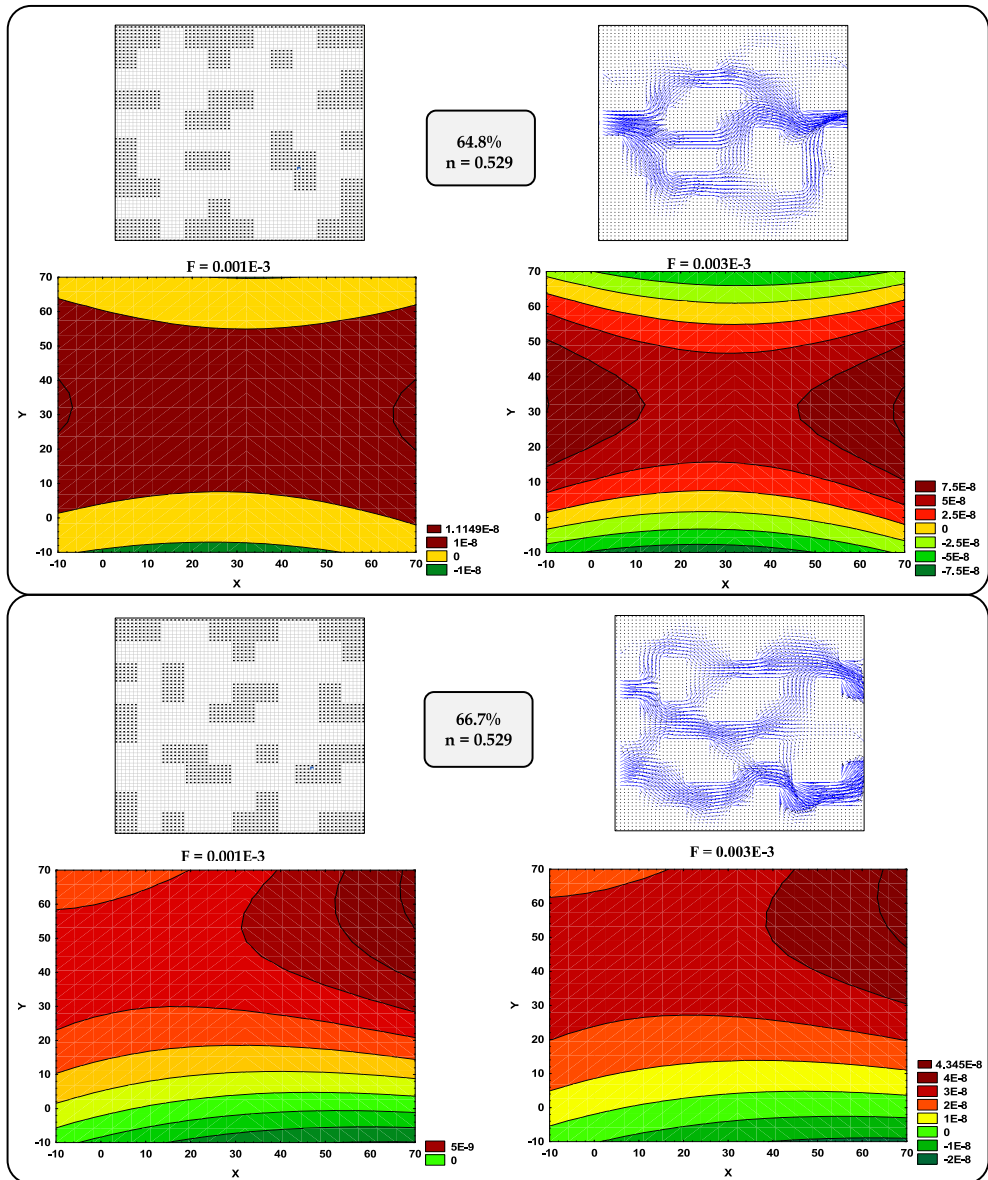 64.8%
n = 0.529
F = 0.001E-3
70
60
50
40
30
20
10
0
-10
Y
-10
0
10
20
30
40
50
60
70
X
1.1149E-8
1E-8
0
-1E-8
F = 0.003E-3
70
60
50
40
30
20
10
0
-10
Y
-10
0
10
20
30
40
50
60
70
X
7.5E-8
5E-8
2.5E-8
0
-2.5E-8
-5E-8
-7.5E-8
66.7%
n = 0.529
F = 0.001E-3
70
60
50
40
30
20
10
0
-10
Y
-10
0
10
20
30
40
50
60
70
X
5E-9
0
F = 0.003E-3
70
60
50
40
30
20
10
0
-10
Y
-10
0
10
20
30
40
50
60
70
X
4.345E-8
4E-8
3E-8
2E-8
1E-8
0
-1E-8
-2E-8